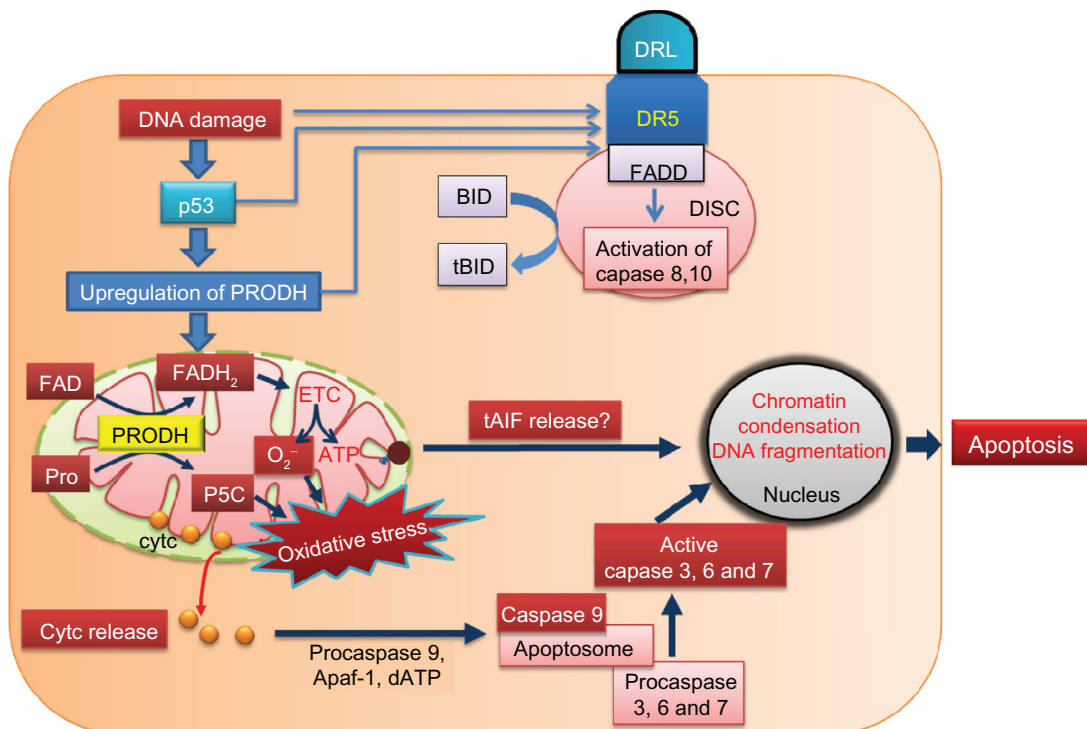 DRL
DNA damage
DR5
FADD
p53
BID
DISC
tBID
Activation of
capase 8,10
Upregulation of PRODH
FAD
FADH₂
ETC
PRODH
O₂⁻
ATP
Pro
P5C
cytc
Oxidative stress
tAIF release?
Chromatin
condensation
DNA fragmentation
Nucleus
Apoptosis
Active
capase 3, 6 and 7
Cytc release
Procaspase 9,
Apaf-1, dATP
Caspase 9
Apoptosome
Procaspase
3, 6 and 7